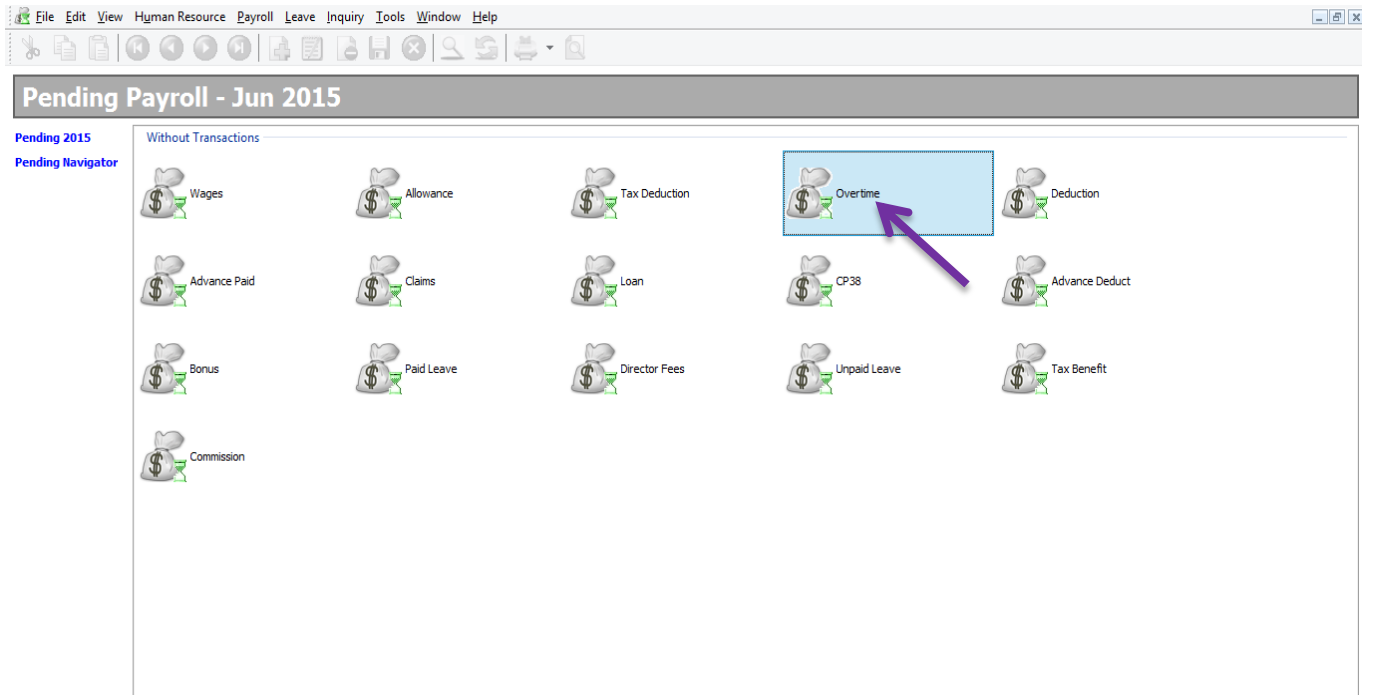 File Edit View Human Resource Payroll Leave Inquiry Tools Window Help
Pending Payroll - Jun 2015
Pending 2015
Pending Navigator
Without Transactions
Wages Allowance Tax Deduction Overtime Deduction
Advance Paid Claims Loan CP38 Advance Deduct
Bonus Paid Leave Director Fees Unpaid Leave Tax Benefit
Commission